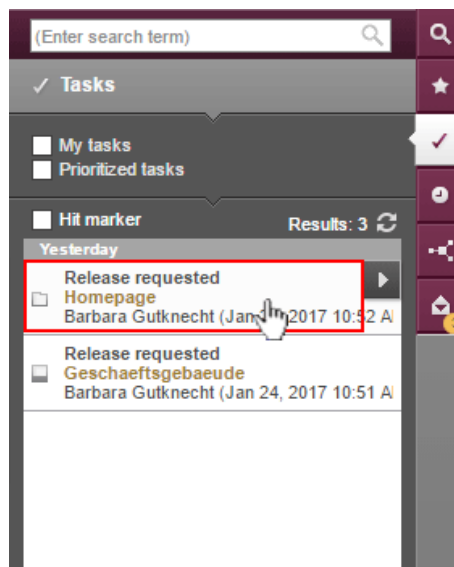 (Enter search term)
✓ Tasks
My tasks
Prioritized tasks
Hit marker Results: 3
Yesterday
Release requested
Homepage
Barbara Gutknecht (Jan 2017 10:52 A
Release requested
Geschaeftsgebaeude
Barbara Gutknecht (Jan 24, 2017 10:51 A